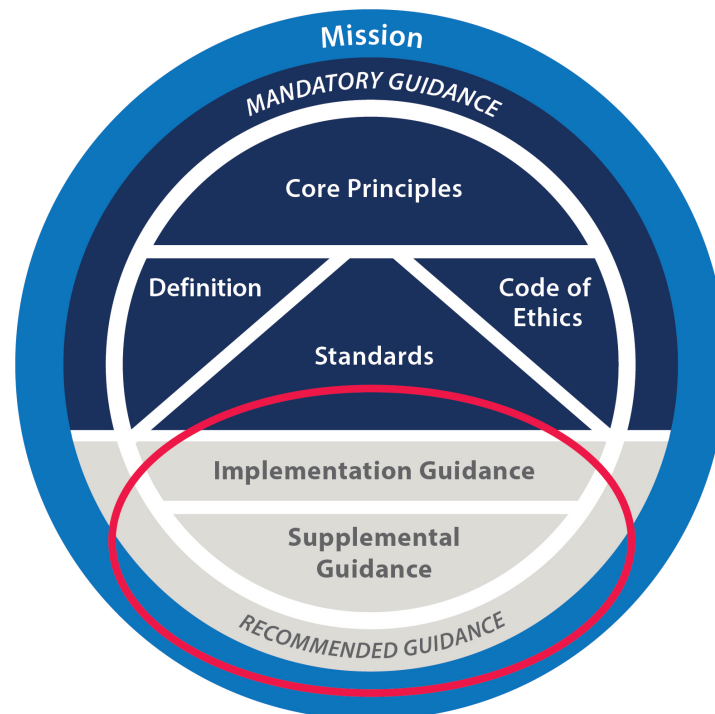 Mission
MANDATORY GUIDANCE
Core Principles
Definition
Code of
Ethics
Standards
Implementation Guidance
Supplemental
Guidance
RECOMMENDED GUIDANCE